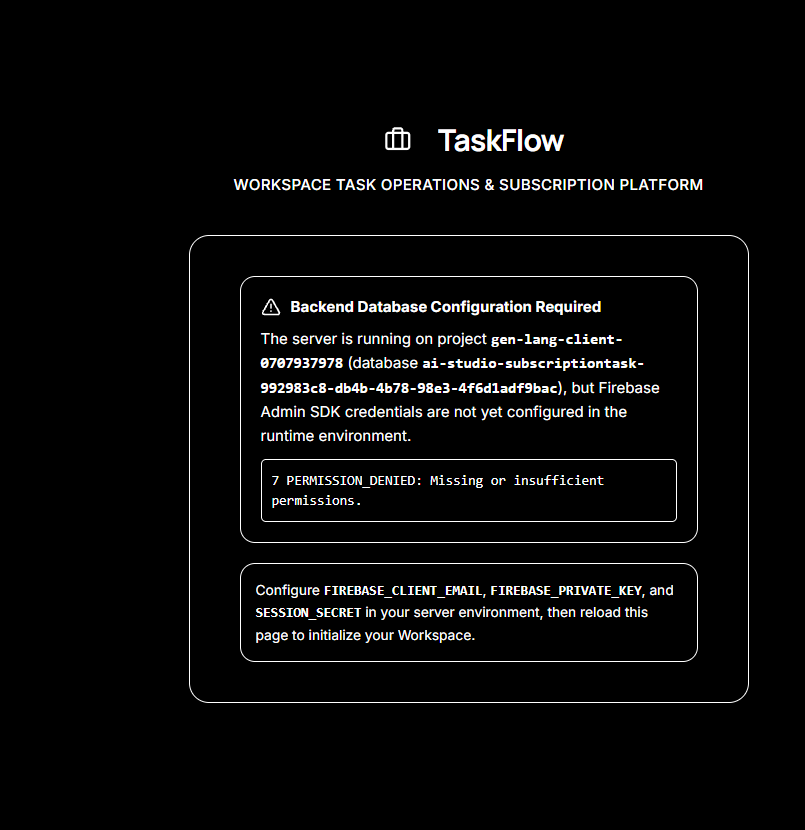 TaskFlow
WORKSPACE TASK OPERATIONS & SUBSCRIPTION PLATFORM
Backend Database Configuration Required
The server is running on project gen-lang-client-
0707937978 (database ai-studio-subscriptiontask-
992983c8-db4b-4b78-98e3-4f6d1adf9bac), but Firebase
Admin SDK credentials are not yet configured in the
runtime environment.
7 PERMISSION_DENIED: Missing or insufficient
permissions.
Configure FIREBASE_CLIENT_EMAIL, FIREBASE_PRIVATE_KEY, and
SESSION_SECRET in your server environment, then reload this
page to initialize your Workspace.